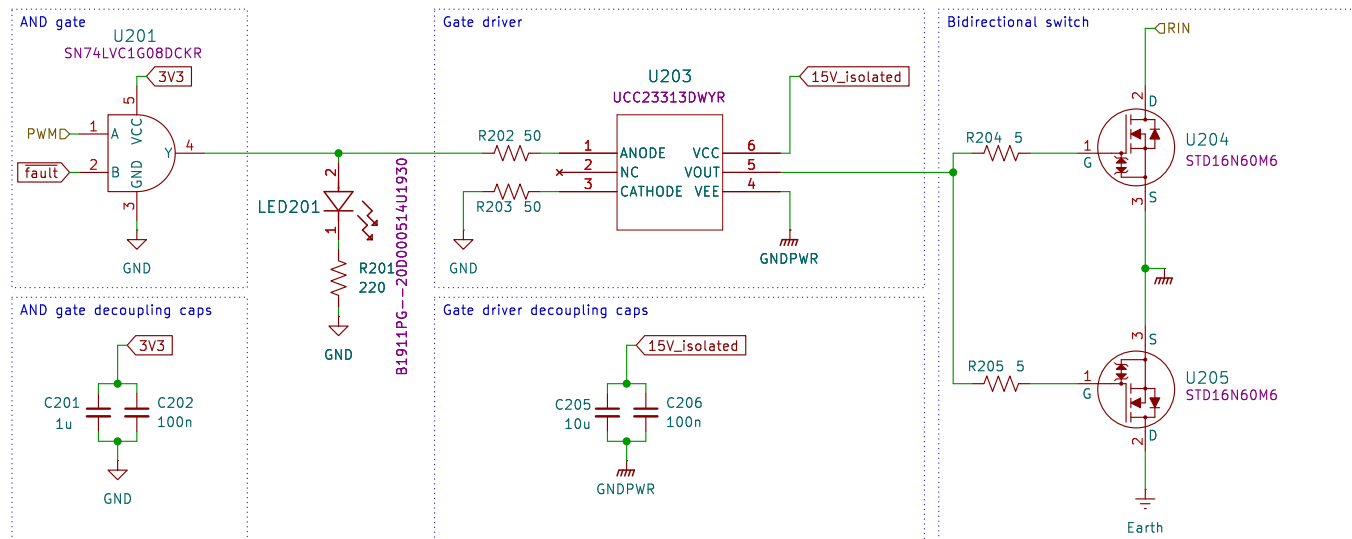 AND gate
U201
SN74LVC1G08DCKR
3V3
5
VCC
PWM
1
A
Y
4
fault
2
B
GND
3
GND
2
LED201
1
B1911PG--20D000514U1930
R201
220
GND
Gate driver
U203
UCC23313DWYR
15V_isolated
R202 50
1
ANODE
VCC
6
2
NC
VOUT
5
3
CATHODE
VEE
4
R203 50
GND
GNDPWR
Bidirectional switch
RIN
2
D
R204 5
1
G
U204
STD16N60M6
3
S
3
S
R205 5
1
G
U205
STD16N60M6
2
D
Earth
AND gate decoupling caps
3V3
C201
1u
C202
100n
GND
Gate driver decoupling caps
15V_isolated
C205
10u
C206
100n
GNDPWR